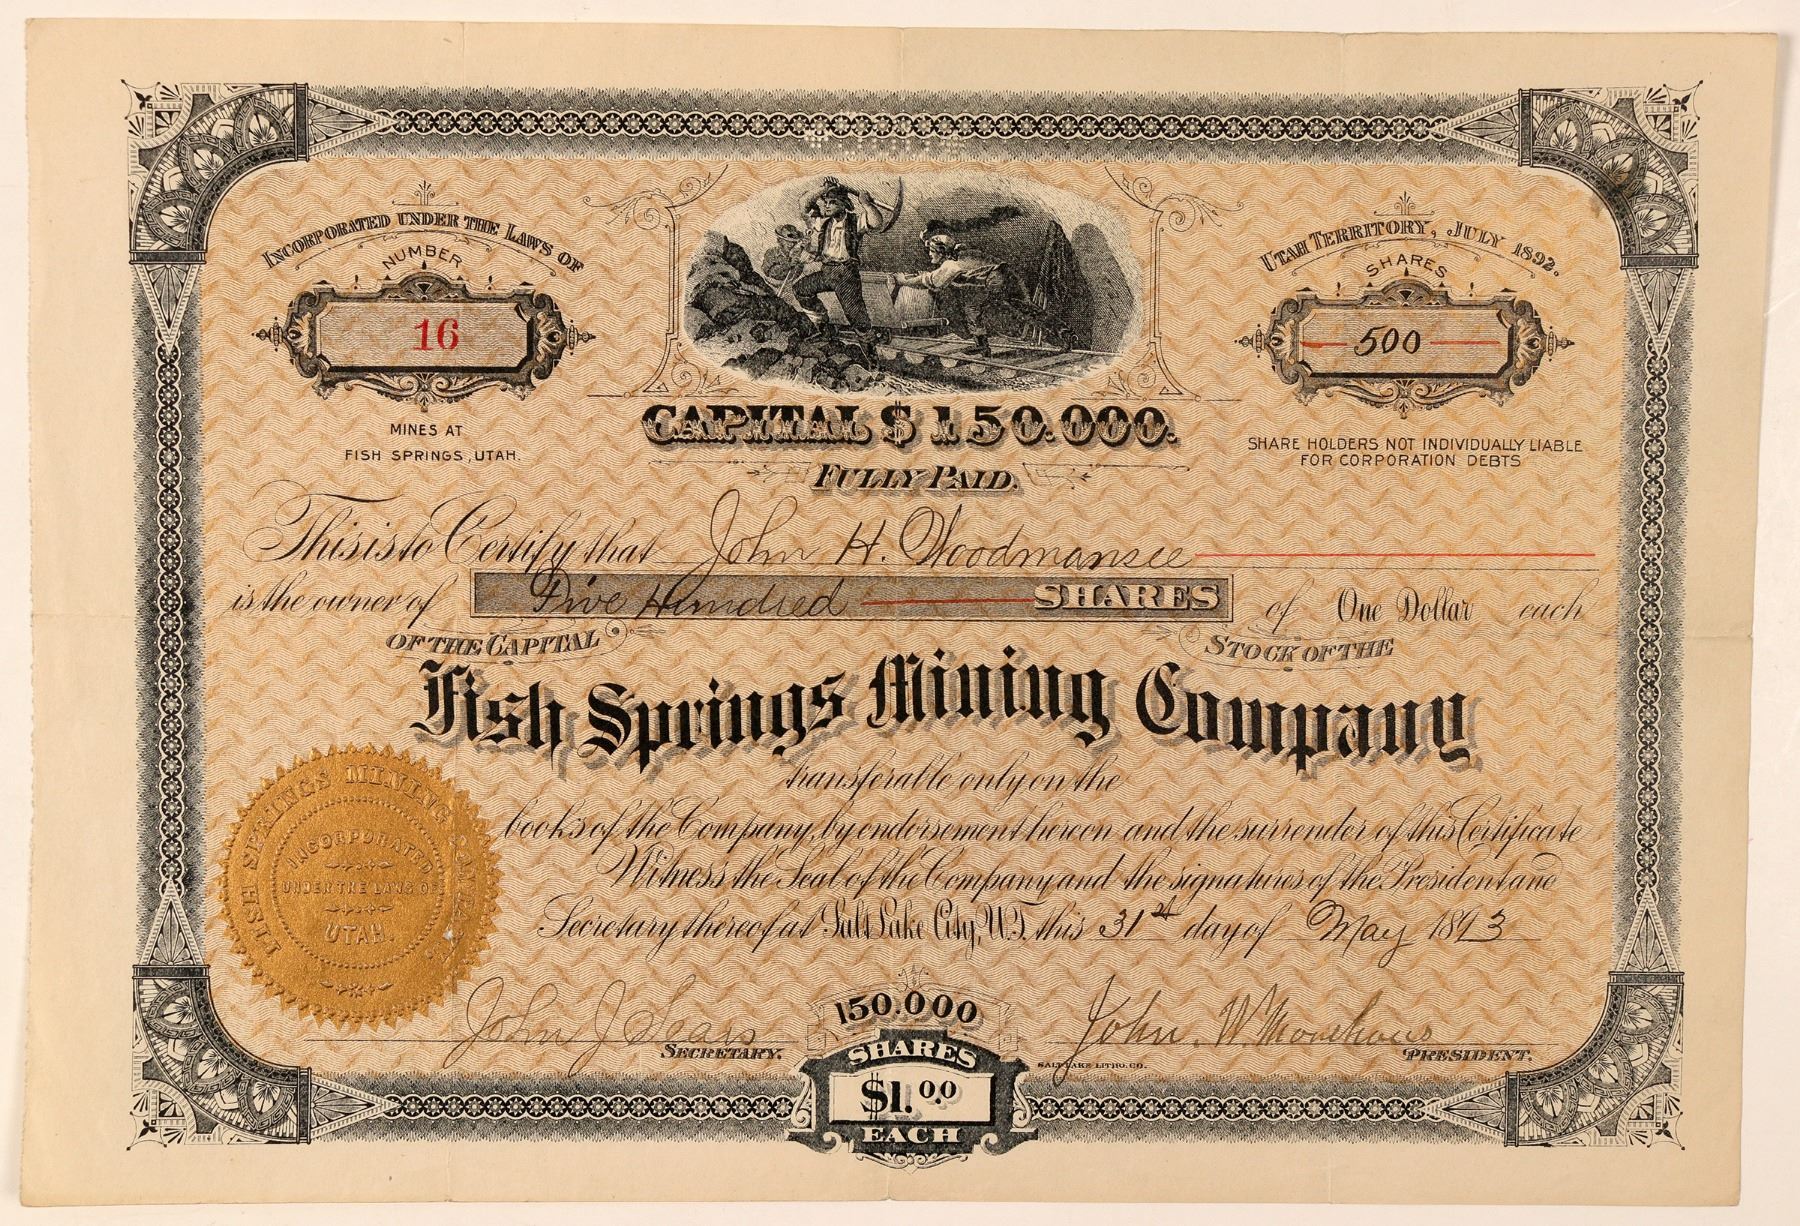 INCORPORATED UNDER THE LAWS OF
UTAH TERRITORY, JULY 1892.
NUMBER
16
SHARES
500
MINES AT
FISH SPRINGS, UTAH.
CAPITAL $150.000.
FULLY PAID.
SHARE HOLDERS NOT INDIVIDUALLY LIABLE
FOR CORPORATION DEBTS
This is to Certify that John H. Woodmansee
is the owner of Five Hundred SHARES of One Dollar each
OF THE CAPITAL STOCK OF THE
Fish Springs Mining Company
transferable only on the
books of the Company, by endorsement hereon and the surrender of this Certificate
Witness the Seal of the Company and the signatures of the President and
Secretary thereof at Salt Lake City, U.T. this 31st day of May 1893
FISH SPRINGS MINING COMPANY.
INCORPORATED
UNDER THE LAWS OF
UTAH.
John J Sears
SECRETARY.
150.000
SHARES
$1.00
EACH
John W. Morehouse
PRESIDENT.
SALT LAKE LITHO. CO.